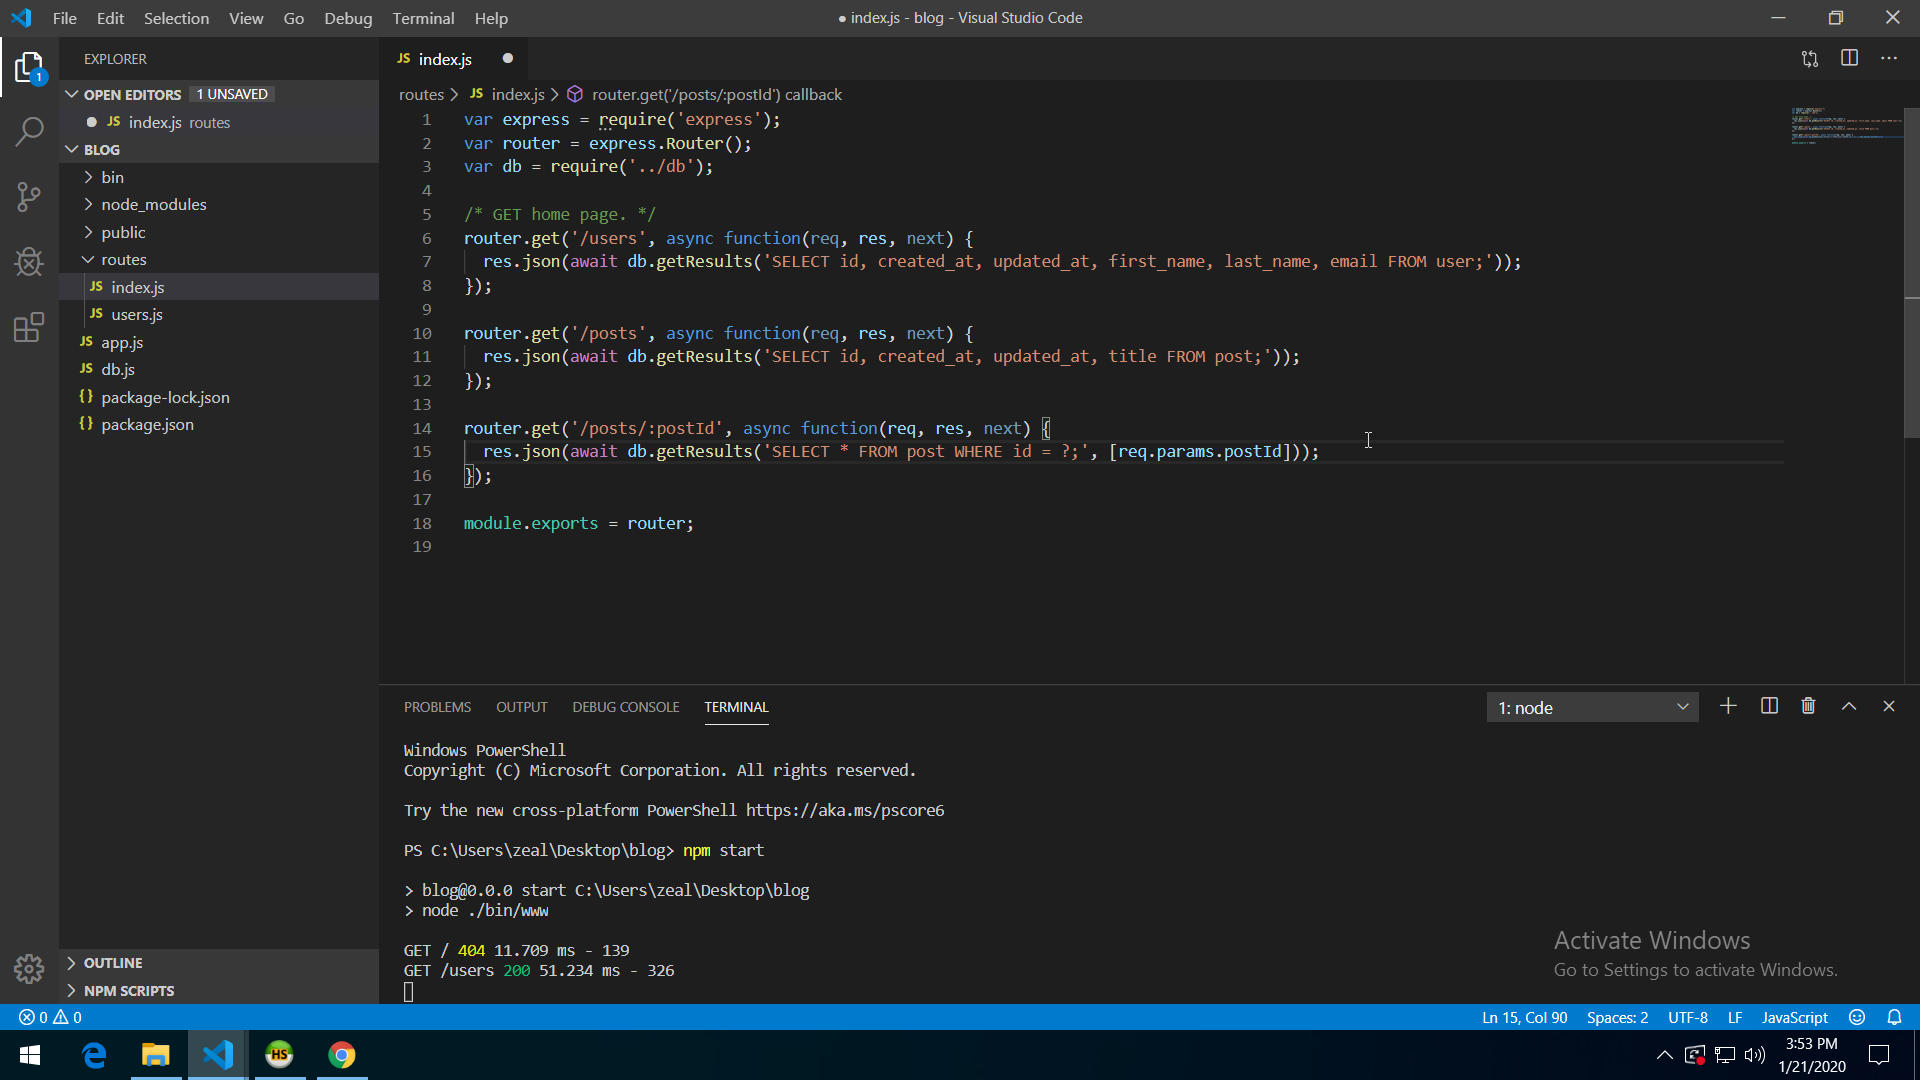 File Edit Selection View Go Debug Terminal Help
● index.js - blog - Visual Studio Code
EXPLORER
OPEN EDITORS 1 UNSAVED
JS index.js routes
BLOG
bin
node_modules
public
routes
JS index.js
JS users.js
JS app.js
JS db.js
{} package-lock.json
{} package.json
OUTLINE
NPM SCRIPTS
1
JS index.js
routes > JS index.js > router.get('/posts/:postId') callback
1 var express = require('express');
2 var router = express.Router();
3 var db = require('../db');
4
5 /* GET home page. */
6 router.get('/users', async function(req, res, next) {
7 res.json(await db.getResults('SELECT id, created_at, updated_at, first_name, last_name, email FROM user;'));
8 });
9
10 router.get('/posts', async function(req, res, next) {
11 res.json(await db.getResults('SELECT id, created_at, updated_at, title FROM post;'));
12 });
13
14 router.get('/posts/:postId', async function(req, res, next) {
15 res.json(await db.getResults('SELECT * FROM post WHERE id = ?;', [req.params.postId]));
16 });
17
18 module.exports = router;
19
PROBLEMS OUTPUT DEBUG CONSOLE TERMINAL
1: node
Windows PowerShell
Copyright (C) Microsoft Corporation. All rights reserved.
Try the new cross-platform PowerShell https://aka.ms/pscore6
PS C:\Users\zeal\Desktop\blog> npm start
> blog@0.0.0 start C:\Users\zeal\Desktop\blog
> node ./bin/www
GET / 404 11.709 ms - 139
GET /users 200 51.234 ms - 326
Activate Windows
Go to Settings to activate Windows.
0 0
Ln 15, Col 90 Spaces: 2 UTF-8 LF JavaScript
HS
3:53 PM
1/21/2020